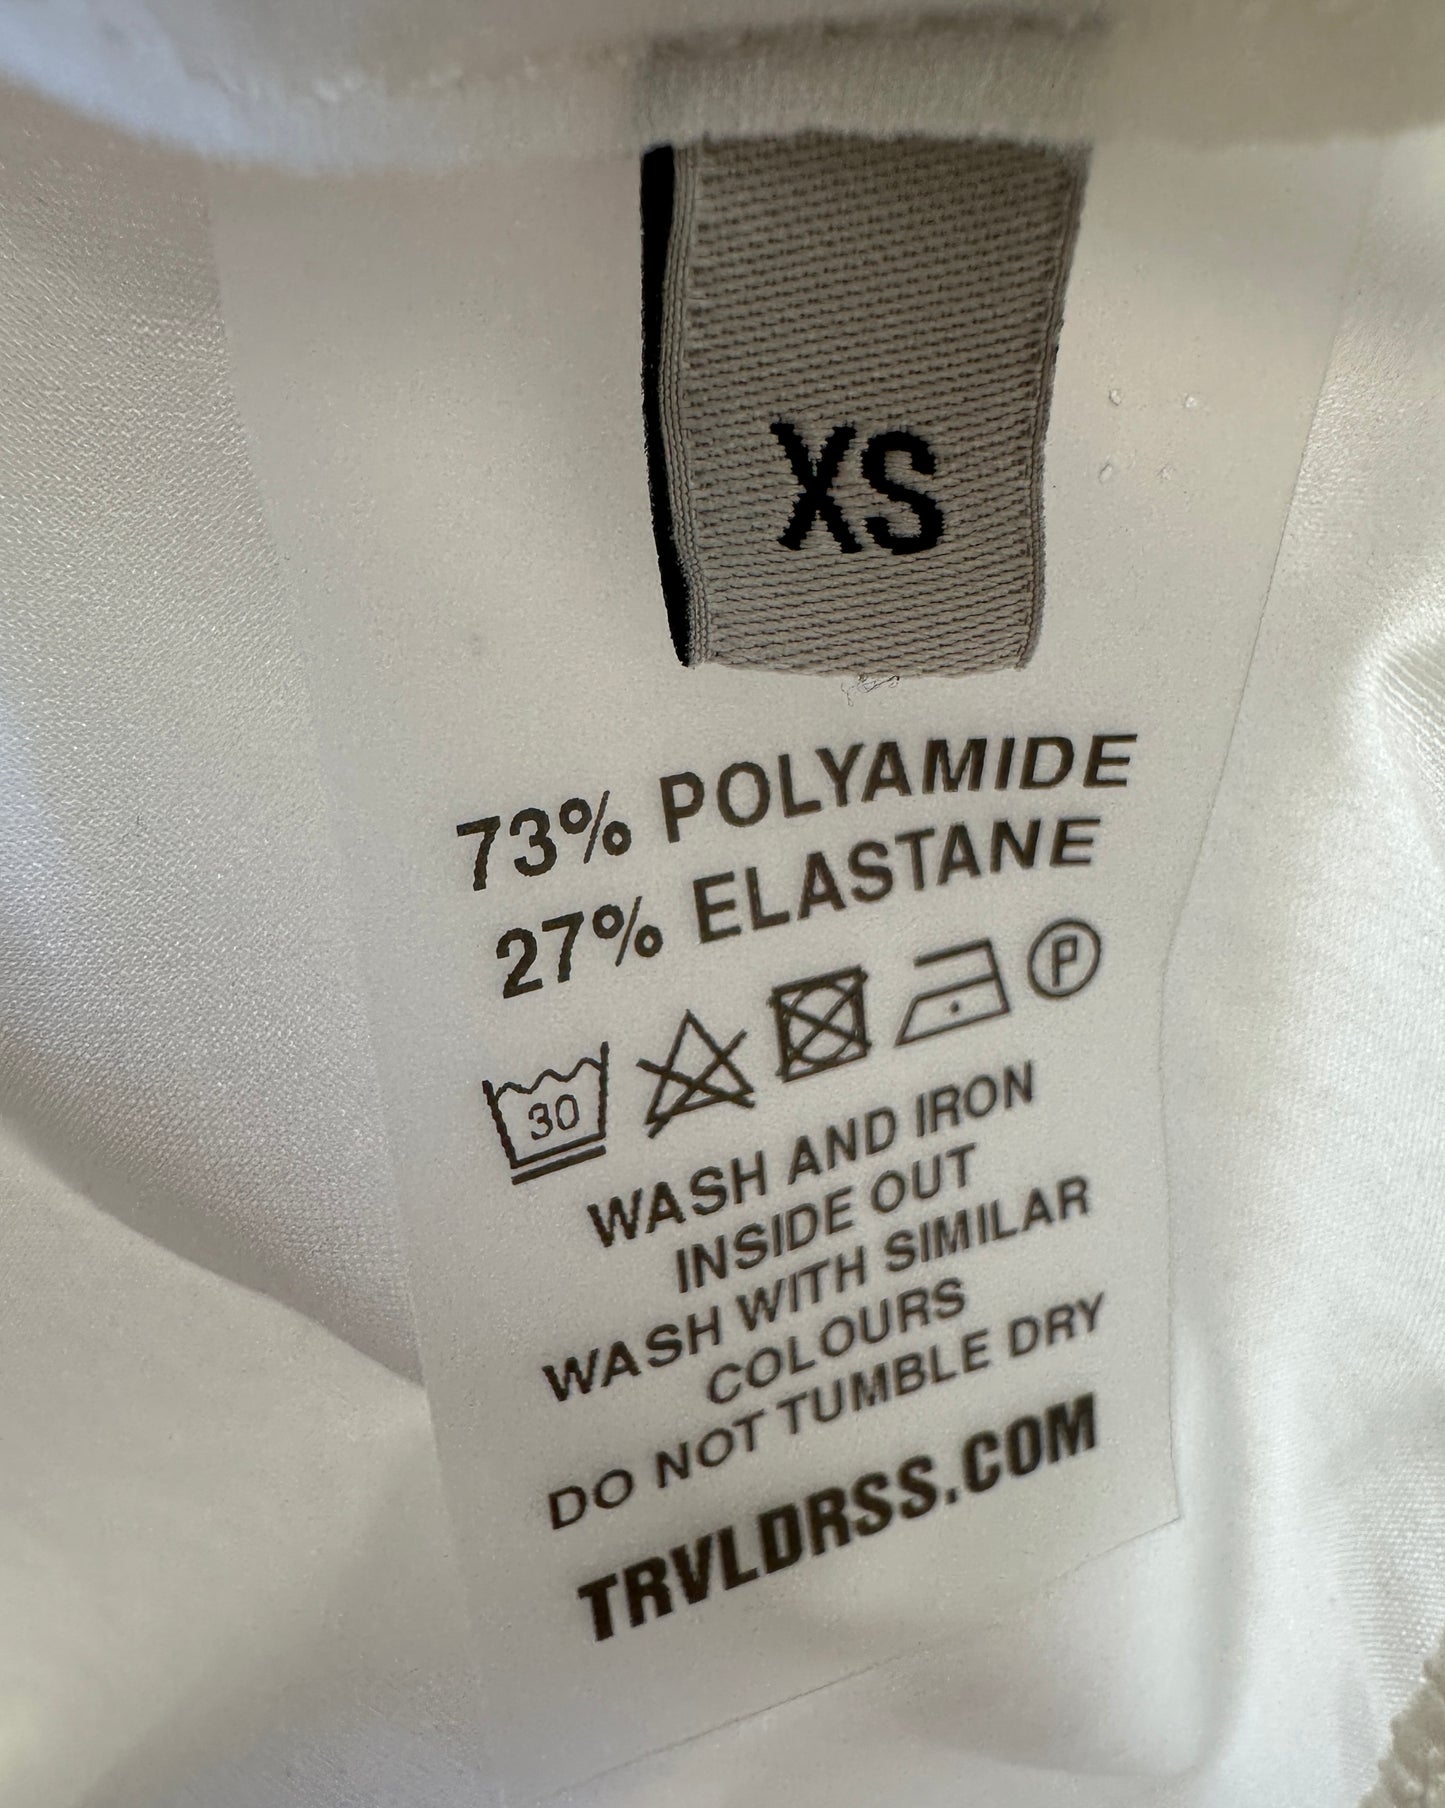 XS
73% POLYAMIDE
27% ELASTANE
30 P
WASH AND IRON
INSIDE OUT
WASH WITH SIMILAR
COLOURS
DO NOT TUMBLE DRY
TRVLDRSS.COM